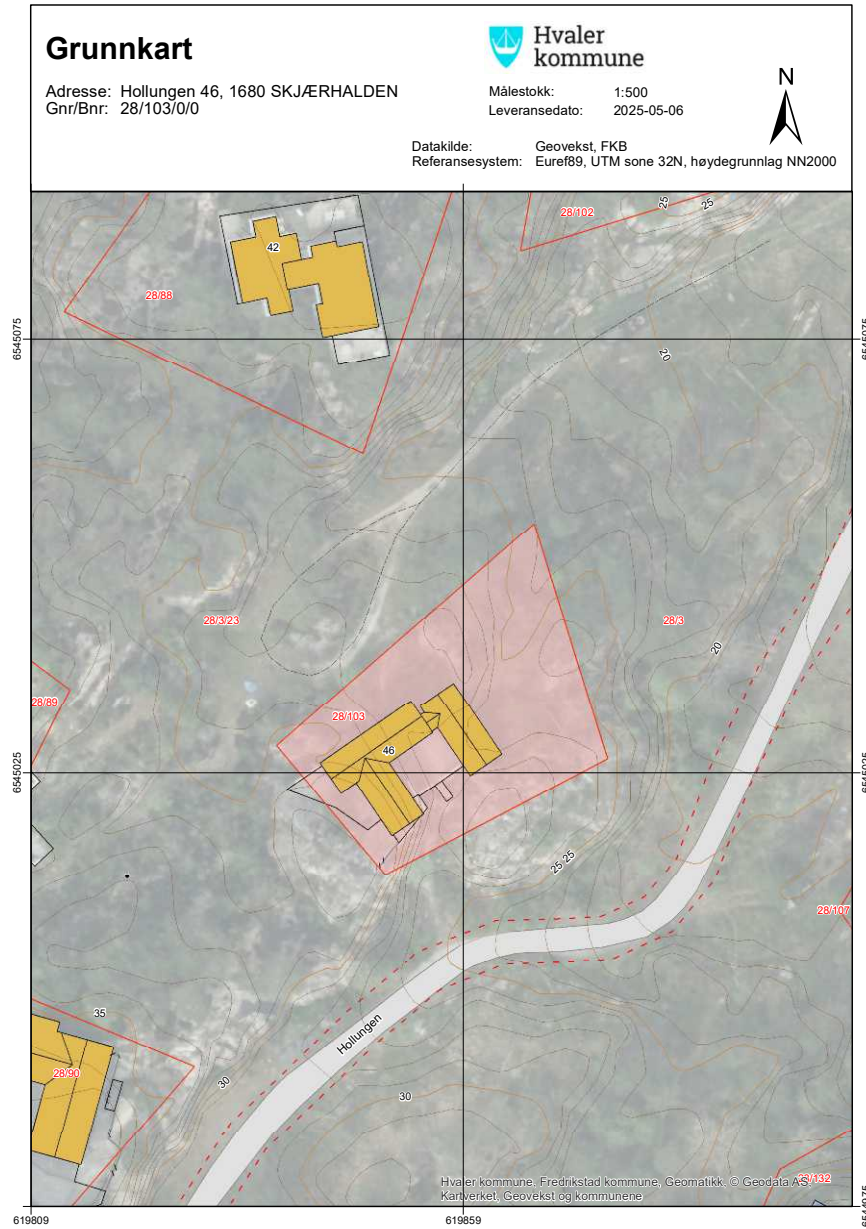 Grunnkart
Hvaler
kommune
Adresse: Hollungen 46, 1680 SKJÆRHALDEN
Gnr/Bnr: 28/103/0/0
Målestokk: 1:500
Leveransedato: 2025-05-06
N
Datakilde: Geovekst, FKB
Referansesystem: Euref89, UTM sone 32N, høydegrunnlag NN2000
25
25
28/102
42
28/88
6545075
6545075
20
28/3/23
28/3
20
28/89
28/103
46
6545025
6545025
25 25
28/107
35
Hollungen
28/90
30
30
Hvaler kommune, Fredrikstad kommune, Geomatikk, © Geodata AS,
Kartverket, Geovekst og kommunene
619809
619859